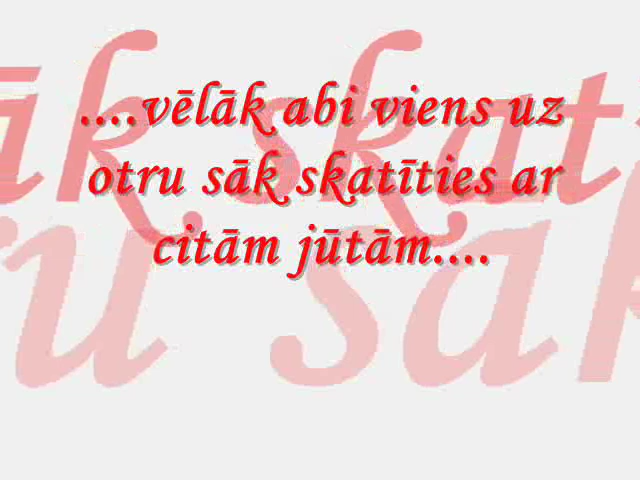 ....vēlāk abi viens uz
otru sāk skatīties ar
citām jūtām....